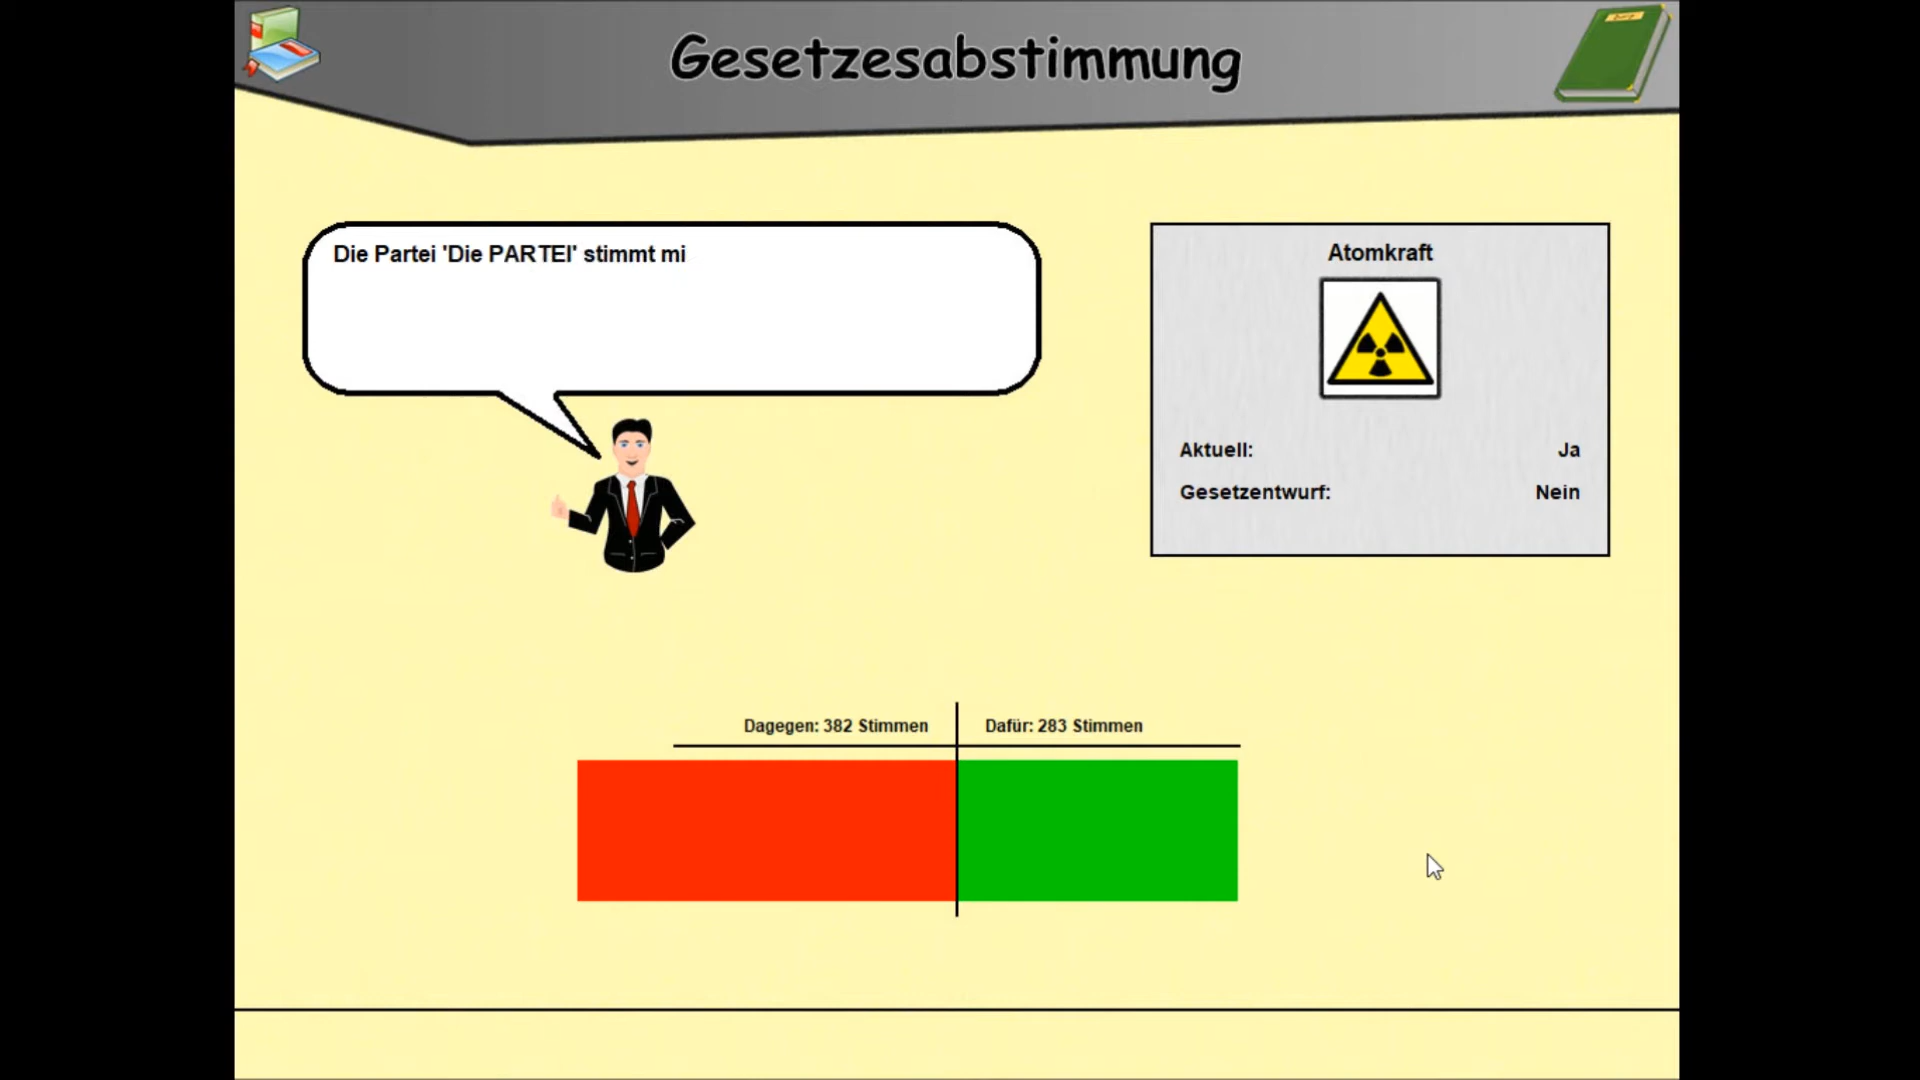 Gesetzesabstimmung
Die Partei 'Die PARTEI' stimmt mi
Atomkraft
Aktuell: Ja
Gesetzentwurf: Nein
Dagegen: 382 Stimmen
Dafür: 283 Stimmen